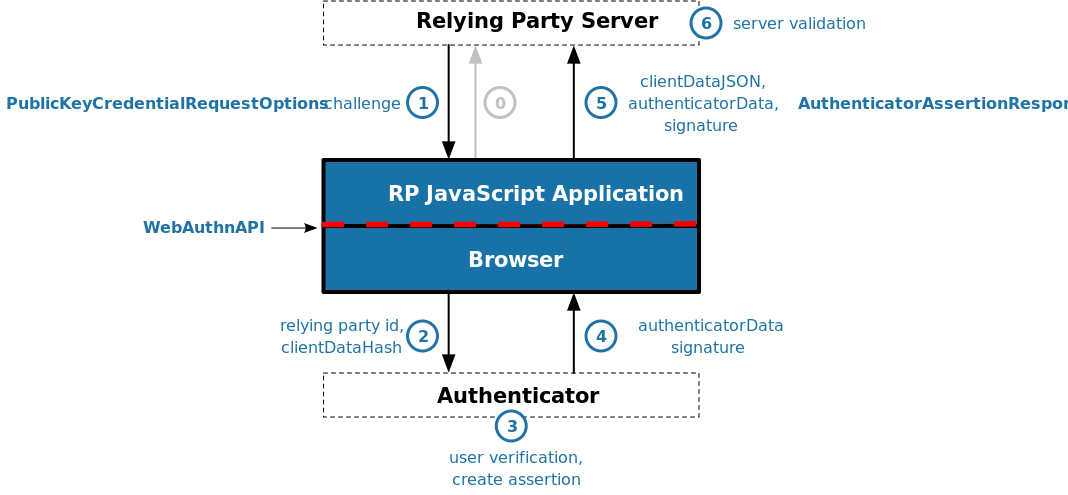 Relying Party Server
6 server validation
PublicKeyCredentialRequestOptions
challenge 1
0
5
clientDataJSON,
authenticatorData,
signature
AuthenticatorAssertionRespor
RP JavaScript Application
WebAuthnAPI
Browser
relying party id,
clientDataHash
2
4
authenticatorData
signature
Authenticator
3
user verification,
create assertion